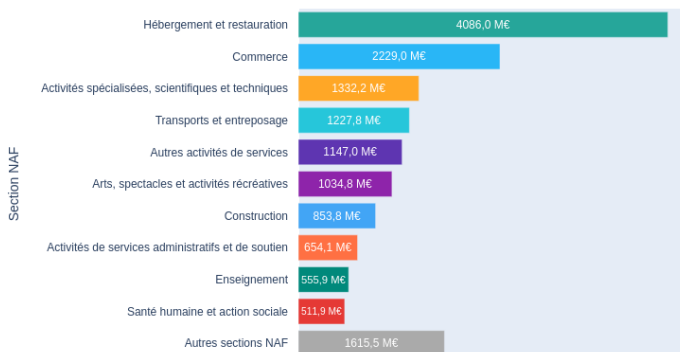 Section NAF
Hébergement et restauration 4086,0 M€
Commerce 2229,0 M€
Activités spécialisées, scientifiques et techniques 1332,2 M€
Transports et entreposage 1227,8 M€
Autres activités de services 1147,0 M€
Arts, spectacles et activités récréatives 1034,8 M€
Construction 853,8 M€
Activités de services administratifs et de soutien 654,1 M€
Enseignement 555,9 M€
Santé humaine et action sociale 511,9 M€
Autres sections NAF 1615,5 M€